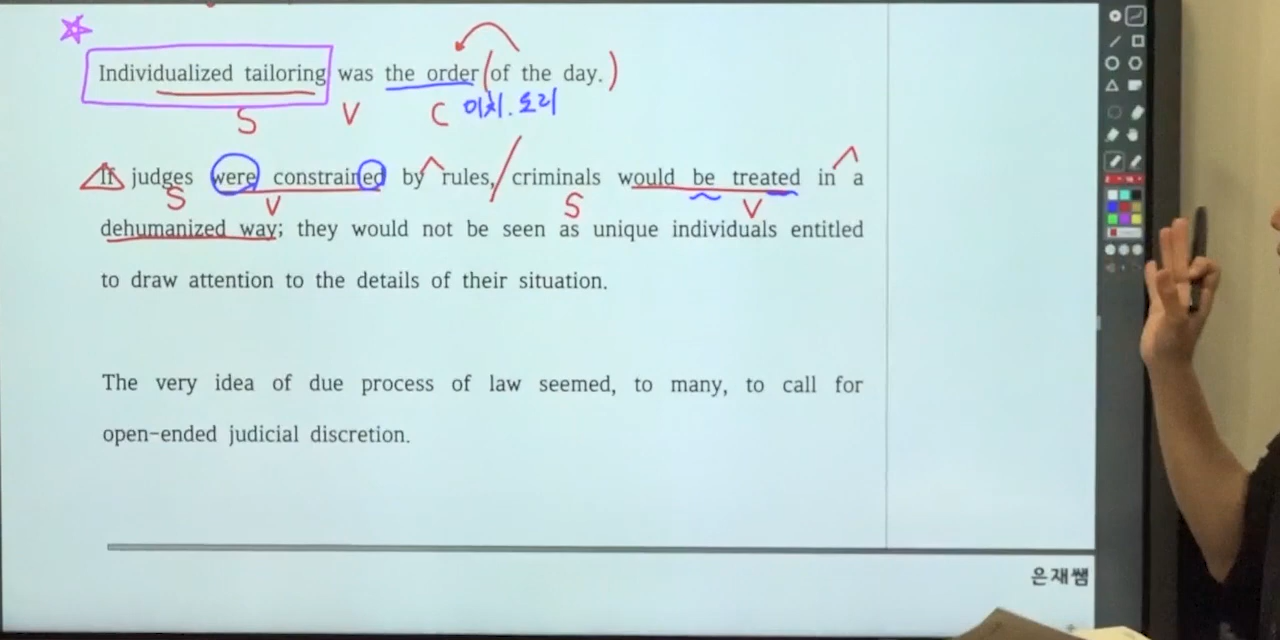 Individualized tailoring was the order (of the day.)
S V C 이치. 도리
If judges were constrained by rules, / criminals would be treated in a
S V S V
dehumanized way; they would not be seen as unique individuals entitled
to draw attention to the details of their situation.
The very idea of due process of law seemed, to many, to call for
open-ended judicial discretion.
은재쌤